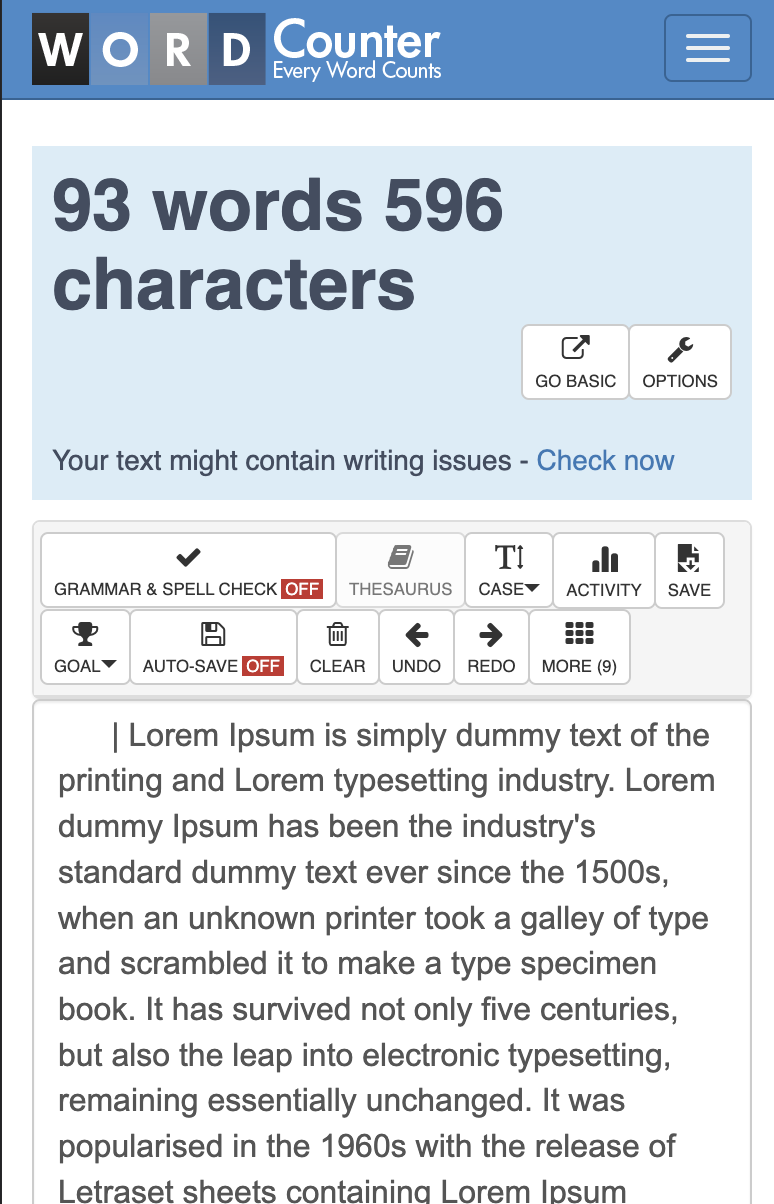 WORD Counter
Every Word Counts
93 words 596
characters
GO BASIC OPTIONS
Your text might contain writing issues - Check now
GRAMMAR & SPELL CHECK OFF THESAURUS CASE ACTIVITY SAVE
GOAL AUTO-SAVE OFF CLEAR UNDO REDO MORE (9)
| Lorem Ipsum is simply dummy text of the
printing and Lorem typesetting industry. Lorem
dummy Ipsum has been the industry's
standard dummy text ever since the 1500s,
when an unknown printer took a galley of type
and scrambled it to make a type specimen
book. It has survived not only five centuries,
but also the leap into electronic typesetting,
remaining essentially unchanged. It was
popularised in the 1960s with the release of
Letraset sheets containing Lorem Ipsum